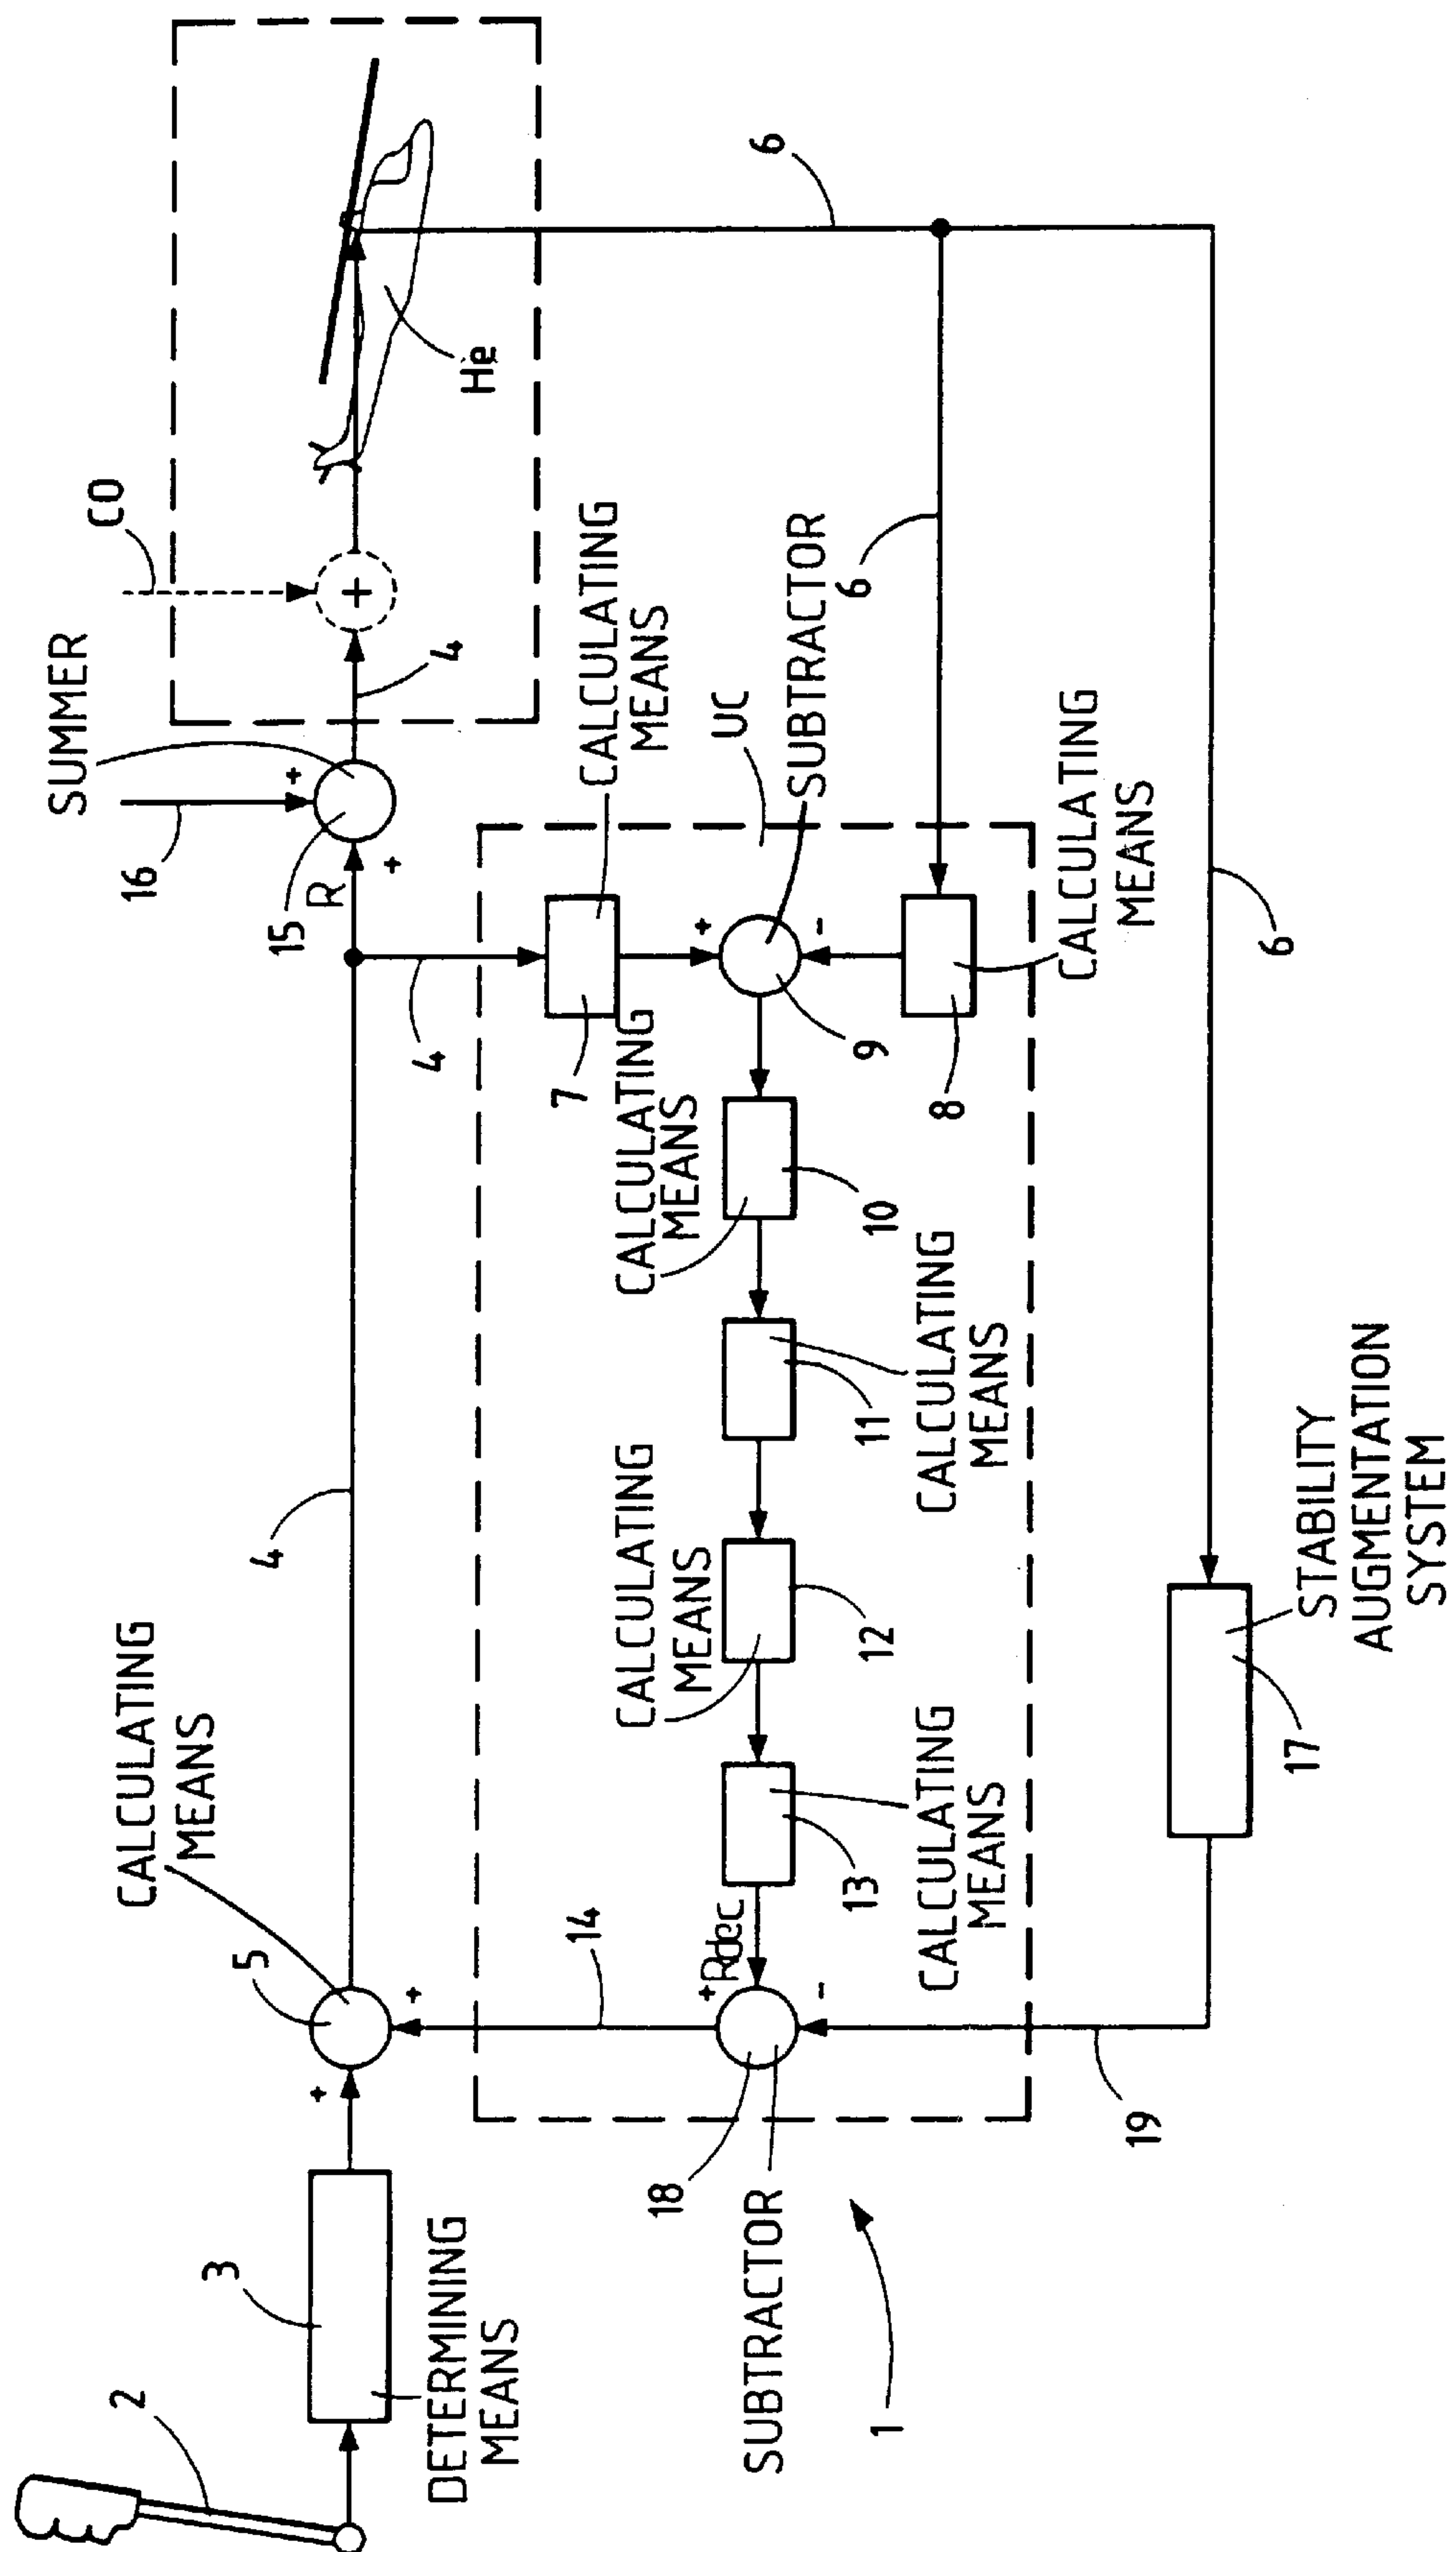 2
3
DETERMINING
MEANS
+
5
CALCULATING
MEANS
+
4
4
R
+
15
16
+
SUMMER
4
CO
+
He
6
6
6
UC
7
CALCULATING
MEANS
+
-
SUBTRACTOR
9
8
CALCULATING
MEANS
CALCULATING
MEANS
10
CALCULATING
MEANS
11
CALCULATING
MEANS
12
CALCULATING
MEANS
13
Rdec
+
-
14
18
SUBTRACTOR
1
19
17
STABILITY
AUGMENTATION
SYSTEM